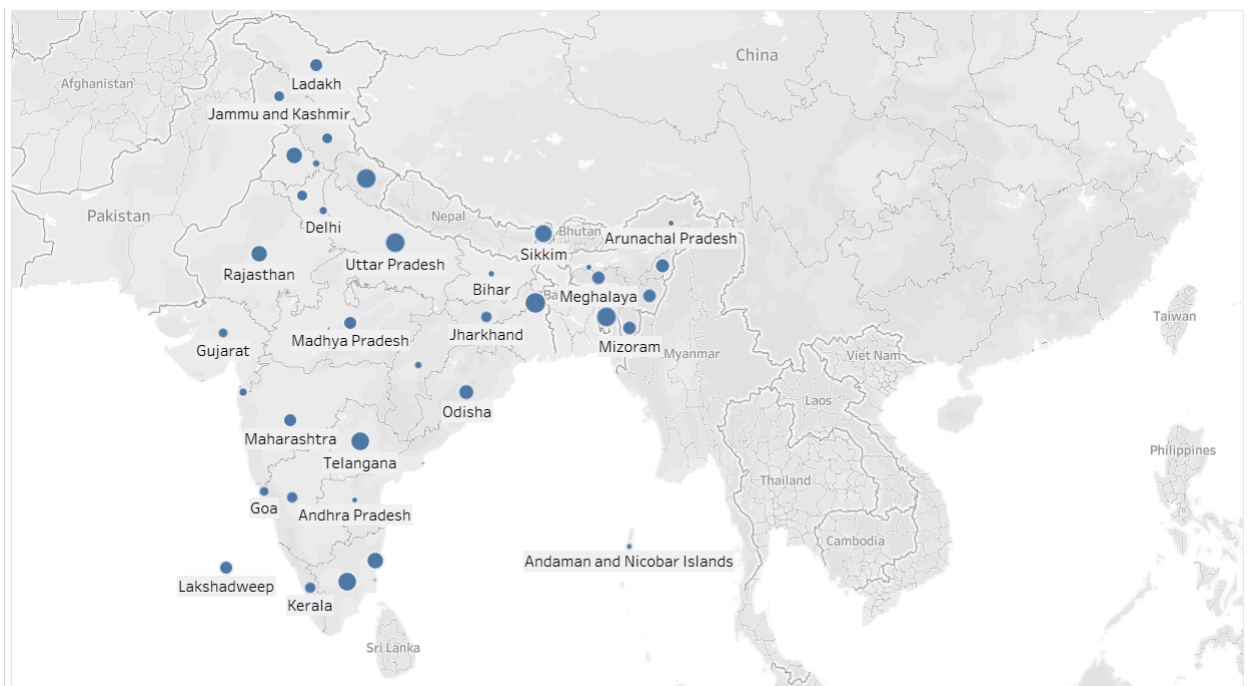 China
Afghanistan
Ladakh
Jammu and Kashmir
Pakistan
Nepal
Delhi
Bhutan
Arunachal Pradesh
Sikkim
Uttar Pradesh
Rajasthan
Bihar
Ba
Meghalaya
Taiwan
Jharkhand
Madhya Pradesh
Mizoram
Gujarat
Myanmar
Viet Nam
Laos
Odisha
Maharashtra
Telangana
Philippines
Thailand
Goa
Andhra Pradesh
Cambodia
Andaman and Nicobar Islands
Lakshadweep
Kerala
Sri Lanka